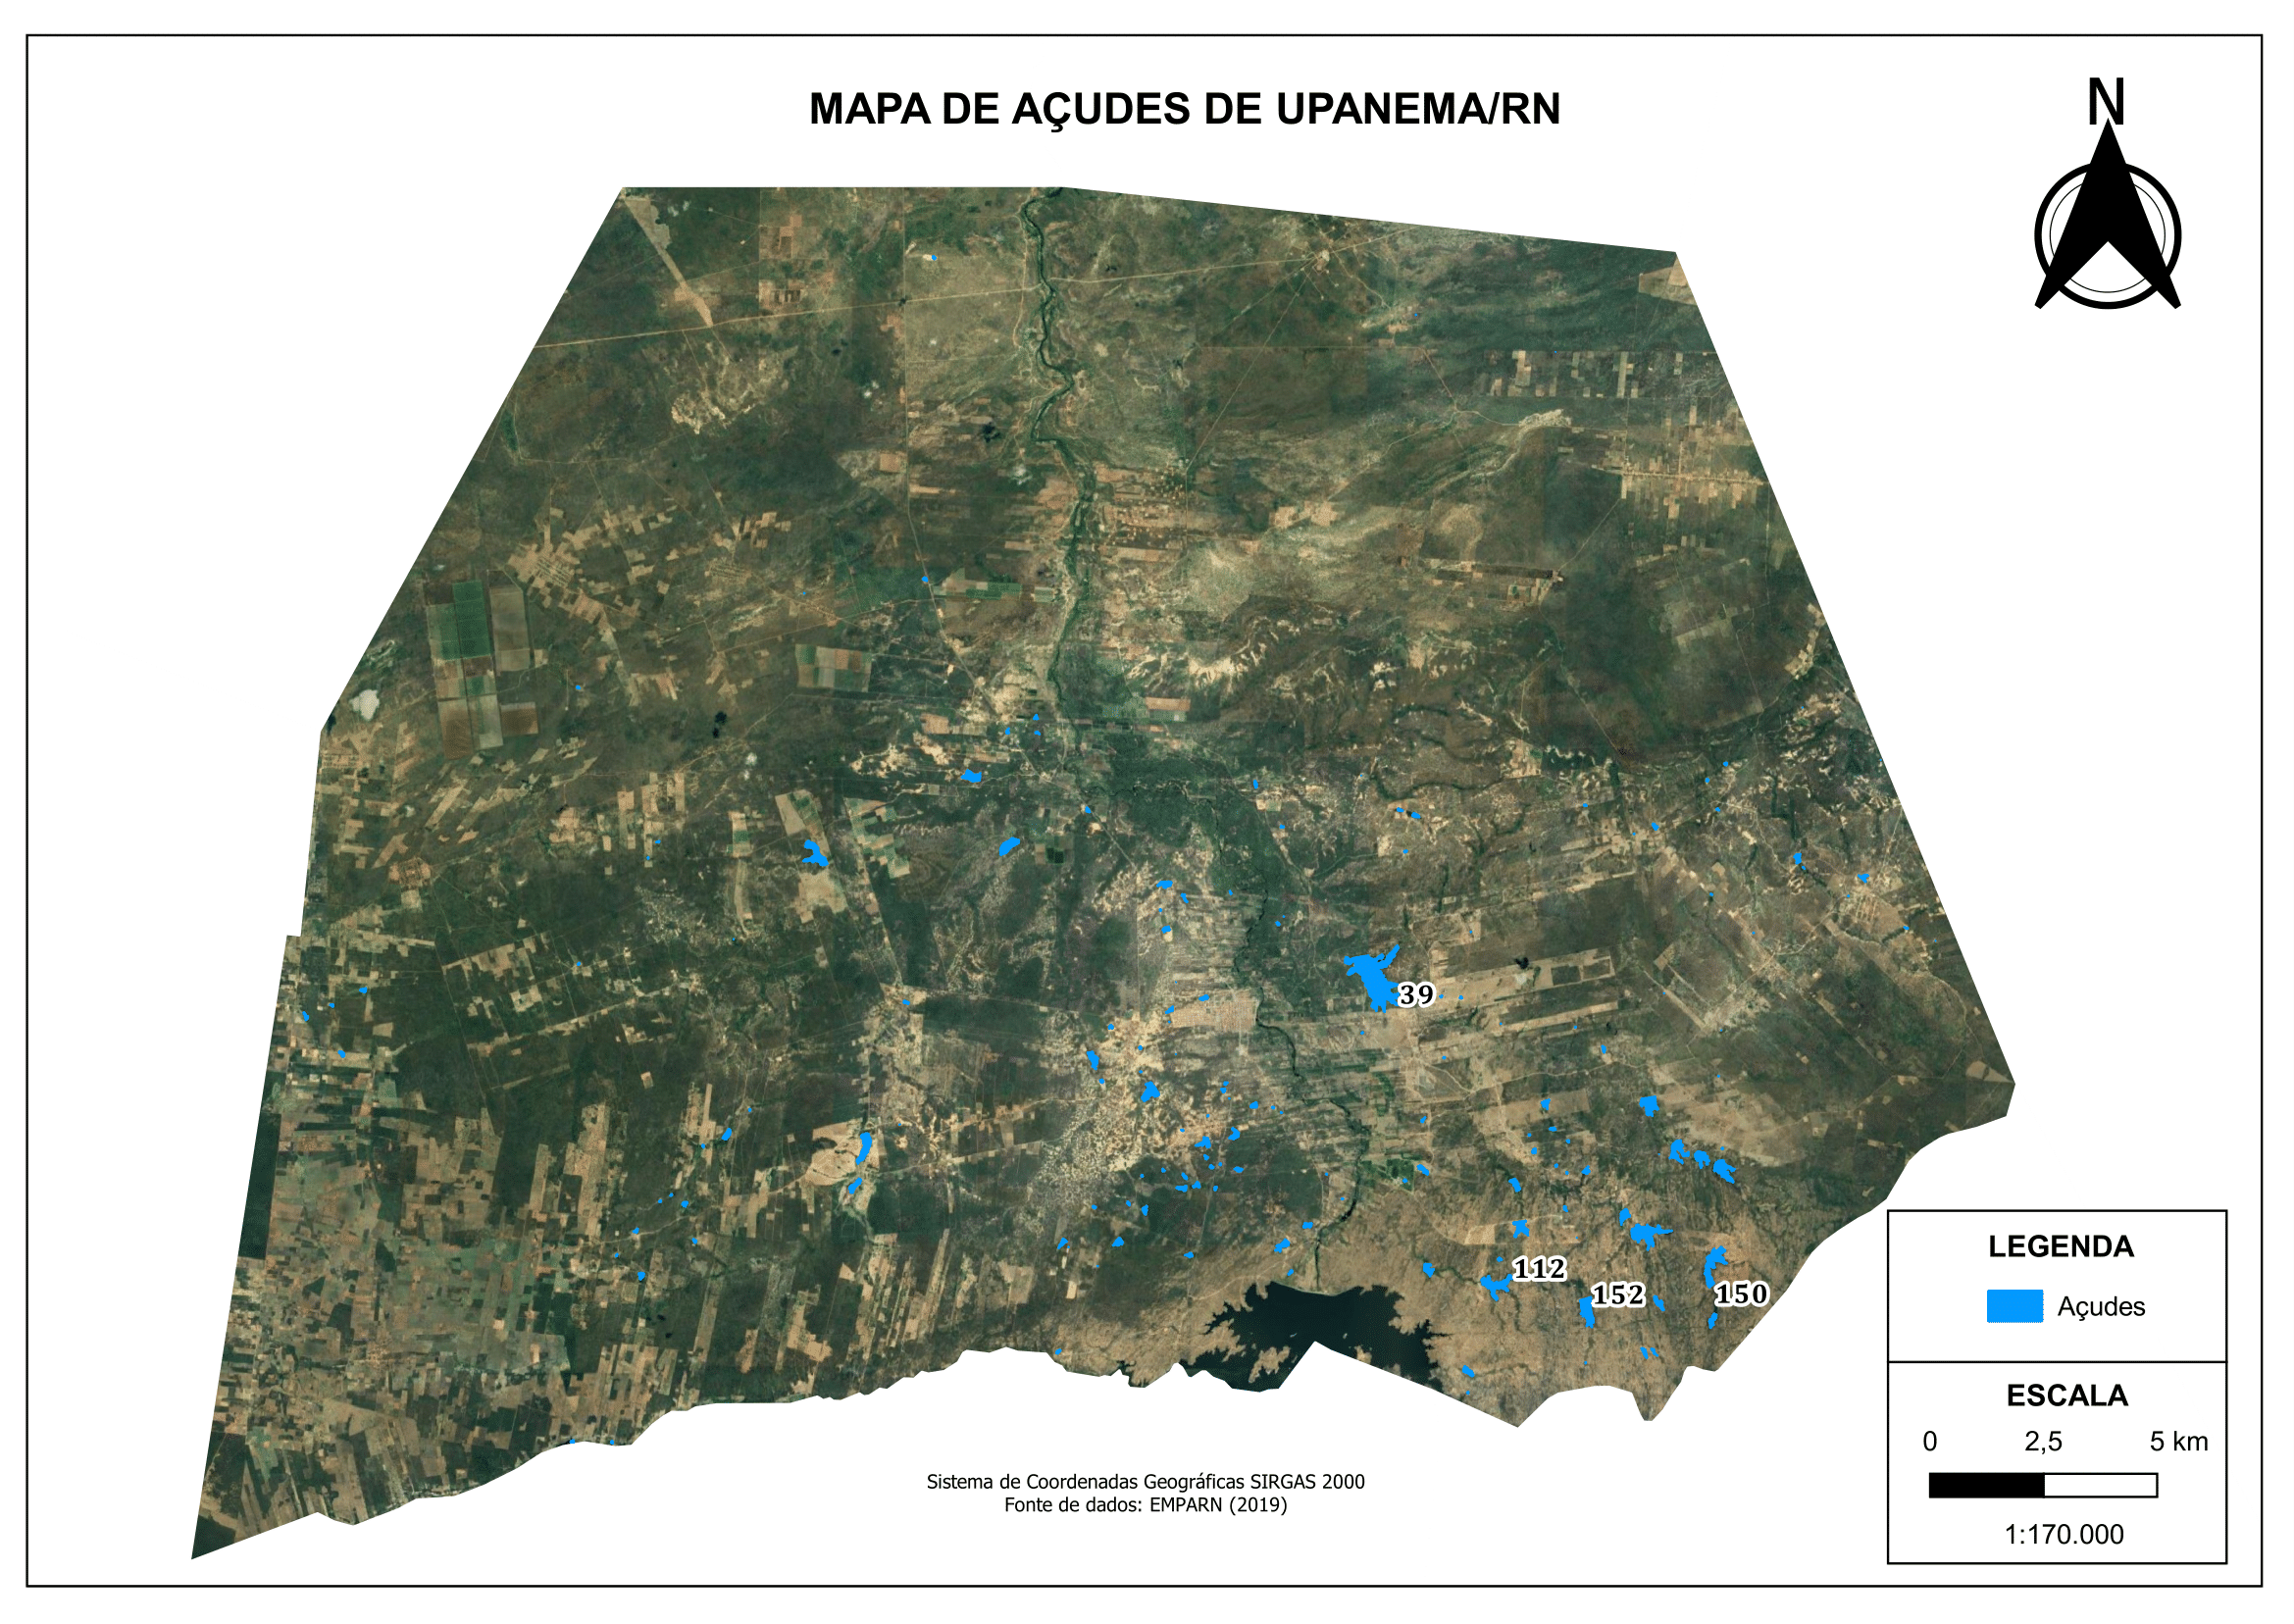 MAPA DE AÇUDES DE UPANEMA/RN
N
39
112
152
150
LEGENDA
Açudes
ESCALA
0 2,5 5 km
1:170.000
Sistema de Coordenadas Geográficas SIRGAS 2000
Fonte de dados: EMPARN (2019)